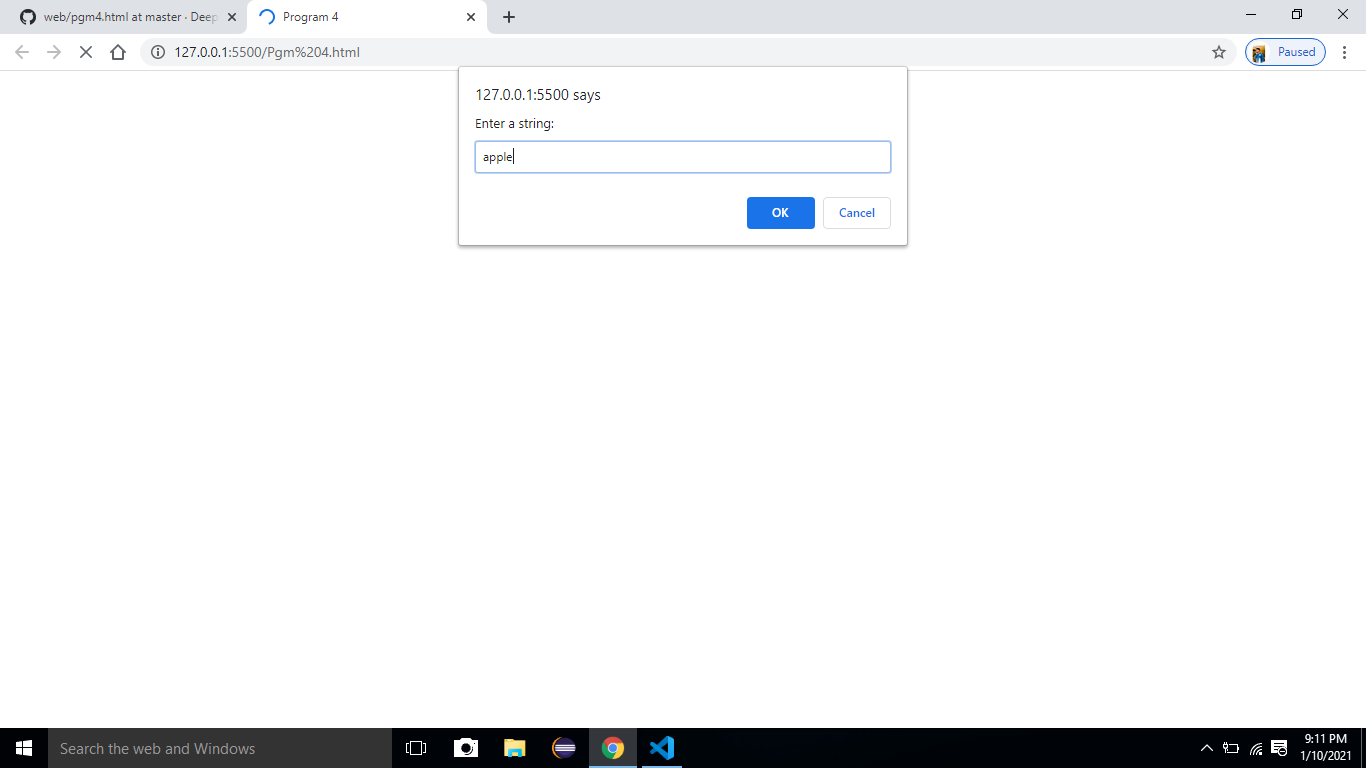 web/pgm4.html at master · Deep
Program 4
127.0.0.1:5500/Pgm%204.html
Paused
127.0.0.1:5500 says
Enter a string:
apple
OK
Cancel
Search the web and Windows
9:11 PM
1/10/2021